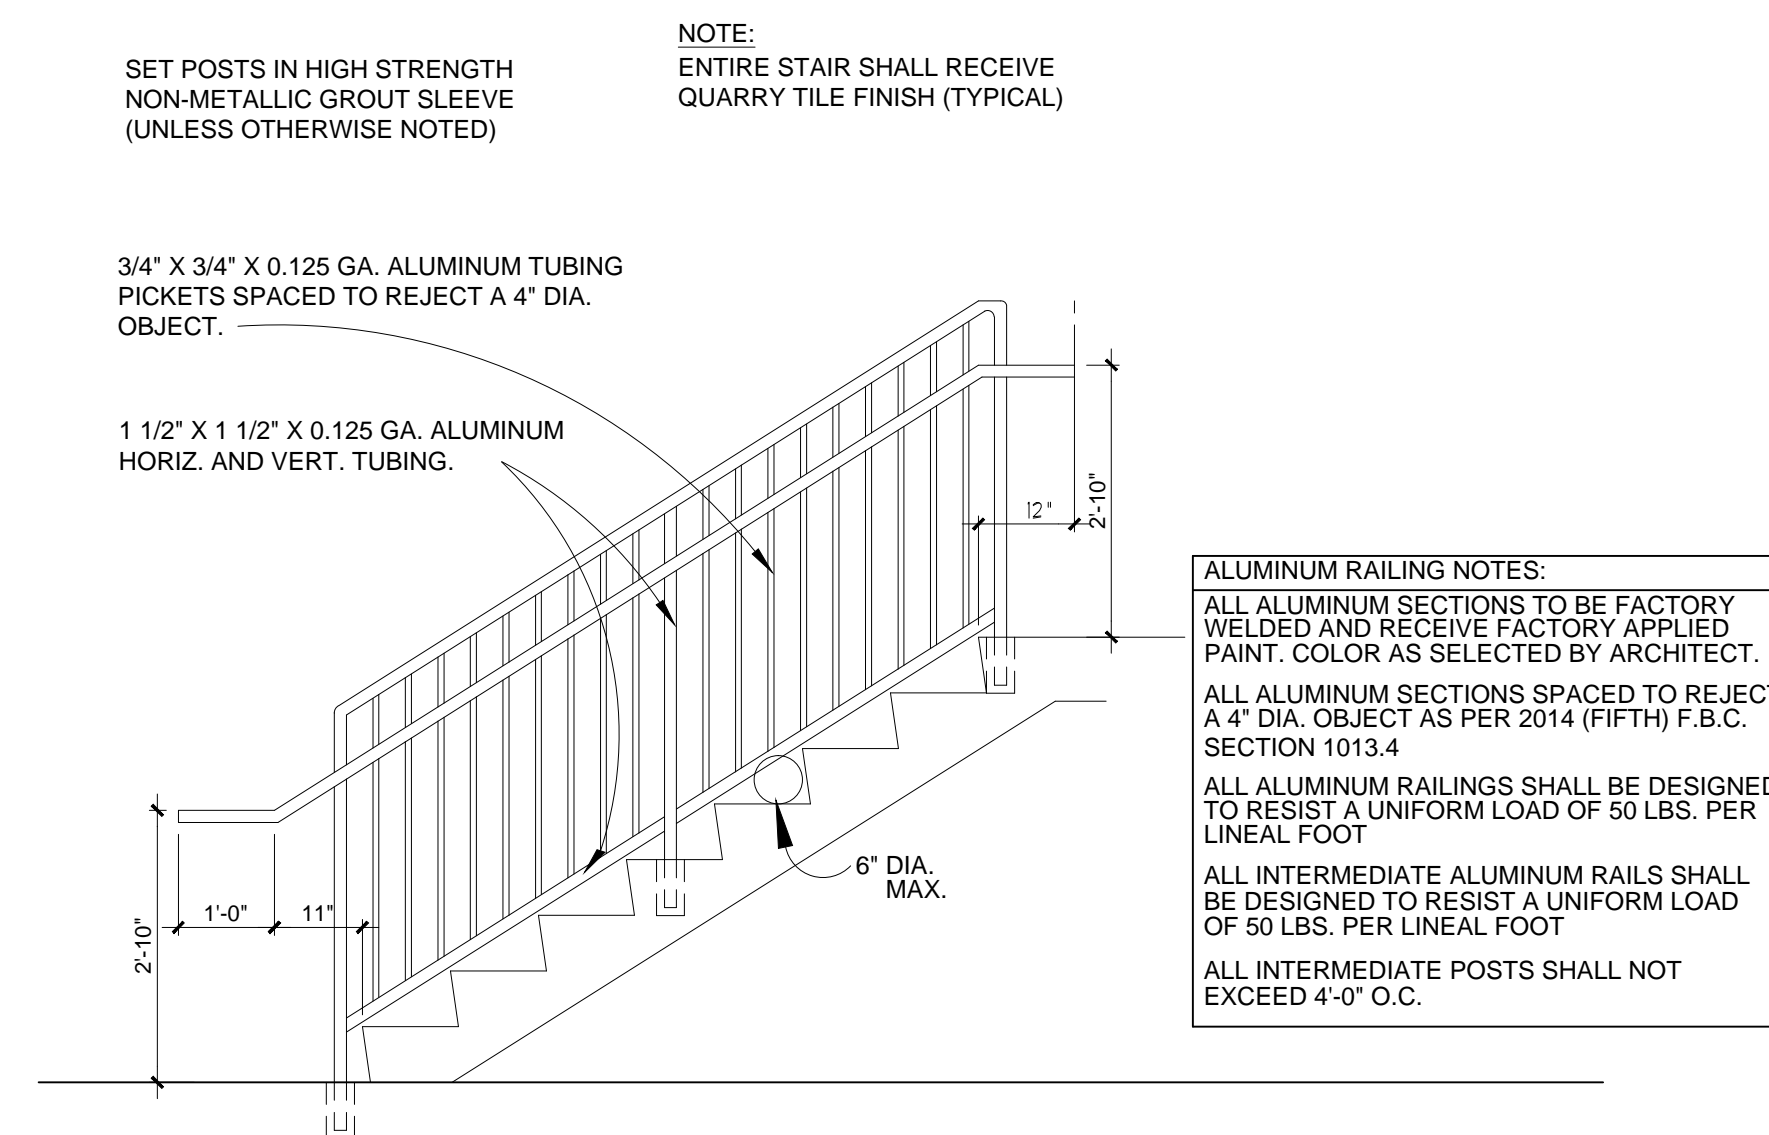 NOTE:
SET POSTS IN HIGH STRENGTH
NON-METALLIC GROUT SLEEVE
(UNLESS OTHERWISE NOTED)
ENTIRE STAIR SHALL RECEIVE
QUARRY TILE FINISH (TYPICAL)
3/4" X 3/4" X 0.125 GA. ALUMINUM TUBING
PICKETS SPACED TO REJECT A 4" DIA.
OBJECT.
1 1/2" X 1 1/2" X 0.125 GA. ALUMINUM
HORIZ. AND VERT. TUBING.
12"
2'-10"
6" DIA.
MAX.
1'-0"
11"
2'-10"
ALUMINUM RAILING NOTES:
ALL ALUMINUM SECTIONS TO BE FACTORY
WELDED AND RECEIVE FACTORY APPLIED
PAINT. COLOR AS SELECTED BY ARCHITECT.
ALL ALUMINUM SECTIONS SPACED TO REJECT
A 4" DIA. OBJECT AS PER 2014 (FIFTH) F.B.C.
SECTION 1013.4
ALL ALUMINUM RAILINGS SHALL BE DESIGNED
TO RESIST A UNIFORM LOAD OF 50 LBS. PER
LINEAL FOOT
ALL INTERMEDIATE ALUMINUM RAILS SHALL
BE DESIGNED TO RESIST A UNIFORM LOAD
OF 50 LBS. PER LINEAL FOOT
ALL INTERMEDIATE POSTS SHALL NOT
EXCEED 4'-0" O.C.